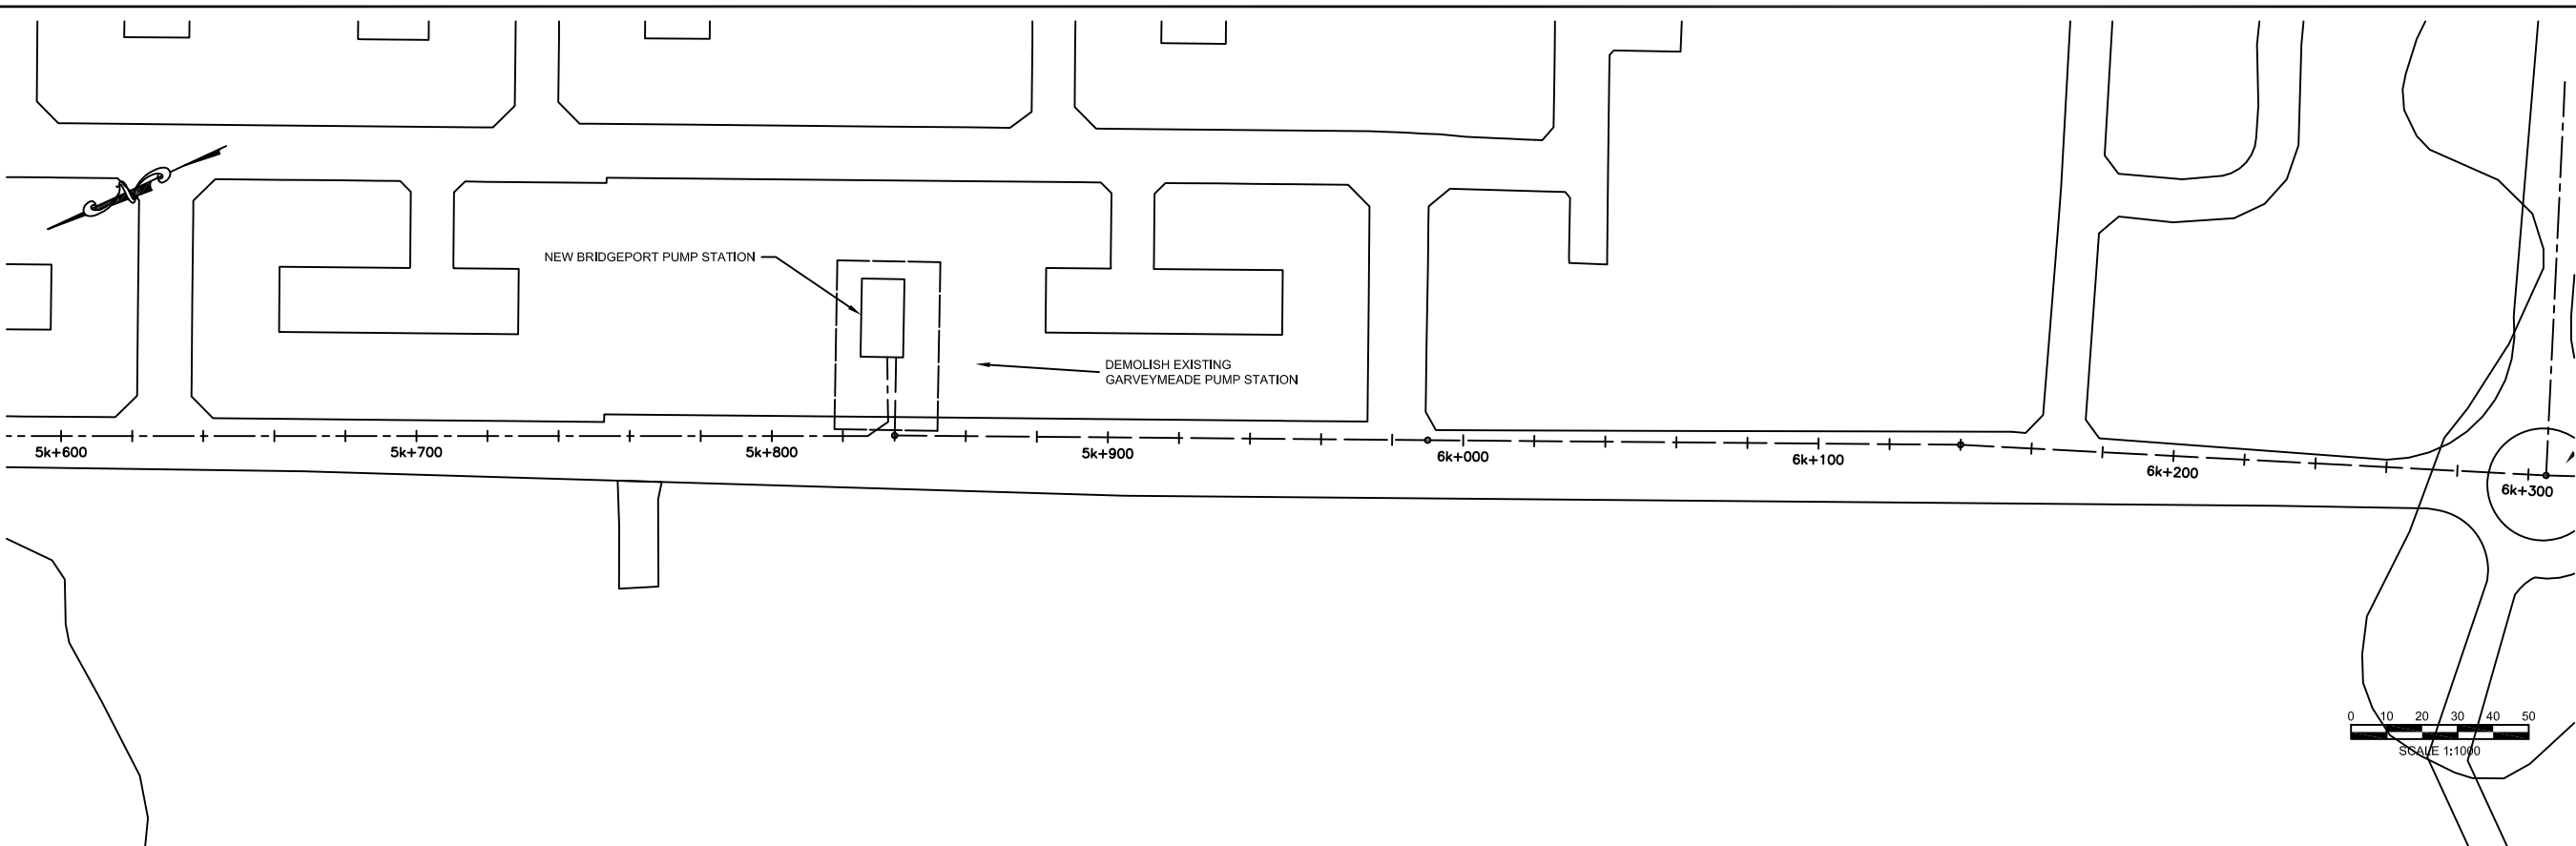 NEW BRIDGEPORT PUMP STATION
DEMOLISH EXISTING
GARVEYMEADE PUMP STATION
5k+600
5k+700
5k+800
5k+900
6k+000
6k+100
6k+200
6k+300
0 10 20 30 40 50
SCALE 1:1000